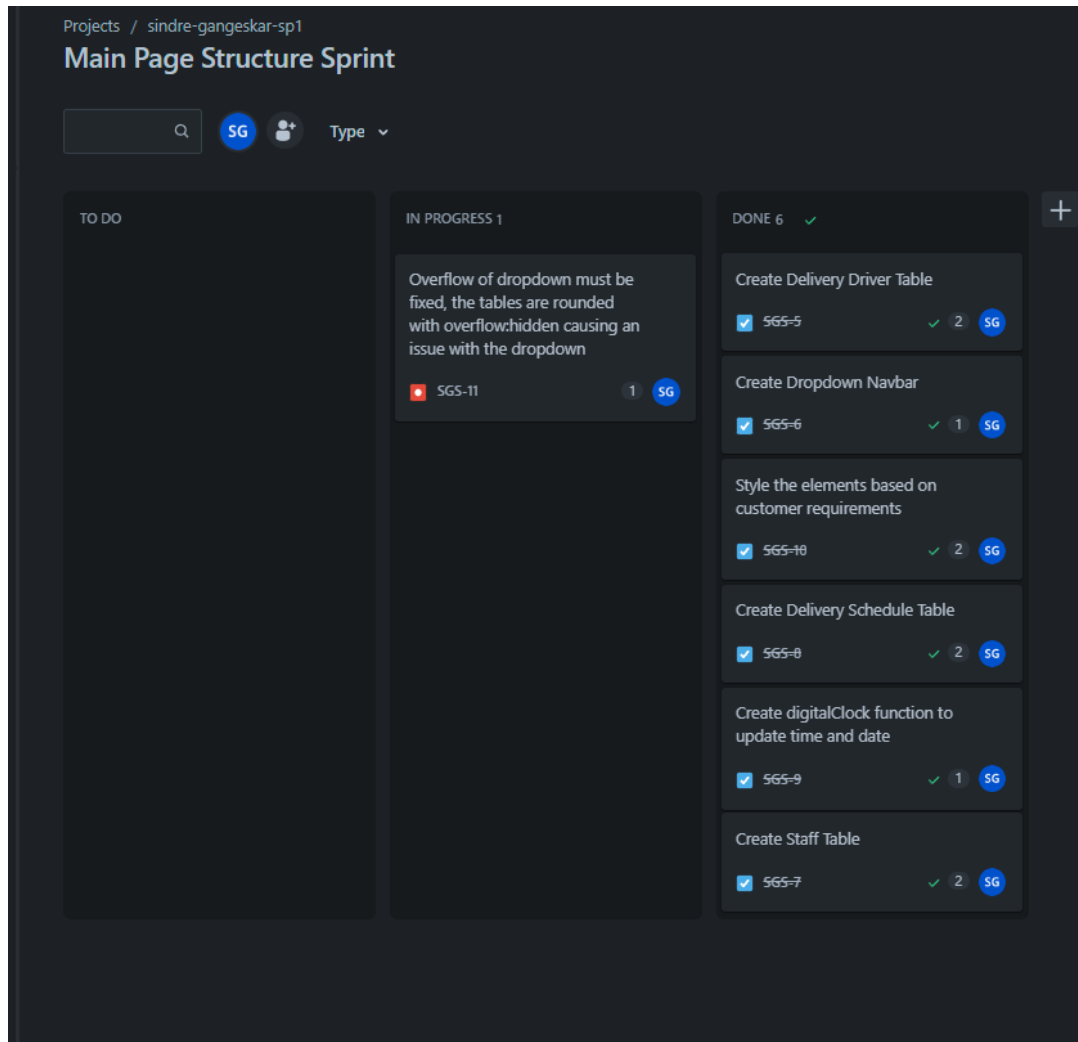 Projects / sindre-gangeskar-sp1
Main Page Structure Sprint
SG
Type
TO DO
IN PROGRESS 1
Overflow of dropdown must be
fixed, the tables are rounded
with overflow:hidden causing an
issue with the dropdown
SGS-11 1 SG
DONE 6
Create Delivery Driver Table
SGS-5 2 SG
Create Dropdown Navbar
SGS-6 1 SG
Style the elements based on
customer requirements
SGS-10 2 SG
Create Delivery Schedule Table
SGS-8 2 SG
Create digitalClock function to
update time and date
SGS-9 1 SG
Create Staff Table
SGS-7 2 SG